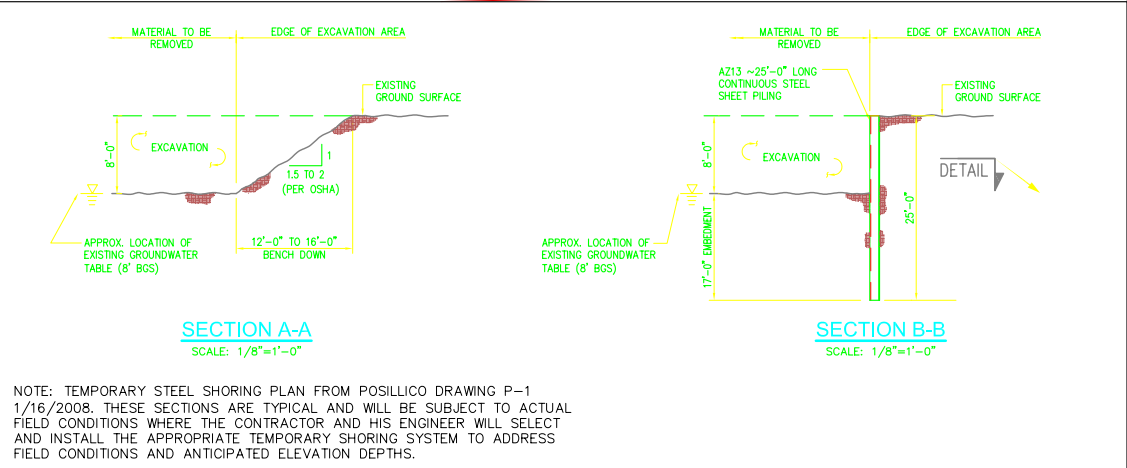 MATERIAL TO BE
REMOVED
EDGE OF EXCAVATION AREA
EXISTING
GROUND SURFACE
8'-0"
EXCAVATION
1
1.5 TO 2
(PER OSHA)
APPROX. LOCATION OF
EXISTING GROUNDWATER
TABLE (8' BGS)
12'-0" TO 16'-0"
BENCH DOWN
SECTION A-A
SCALE: 1/8"=1'-0"
MATERIAL TO BE
REMOVED
EDGE OF EXCAVATION AREA
AZ13 ~25'-0" LONG
CONTINUOUS STEEL
SHEET PILING
EXISTING
GROUND SURFACE
8'-0"
EXCAVATION
DETAIL
25'-0"
17'-0" EMBEDMENT
APPROX. LOCATION OF
EXISTING GROUNDWATER
TABLE (8' BGS)
SECTION B-B
SCALE: 1/8"=1'-0"
NOTE: TEMPORARY STEEL SHORING PLAN FROM POSILLICO DRAWING P-1
1/16/2008. THESE SECTIONS ARE TYPICAL AND WILL BE SUBJECT TO ACTUAL
FIELD CONDITIONS WHERE THE CONTRACTOR AND HIS ENGINEER WILL SELECT
AND INSTALL THE APPROPRIATE TEMPORARY SHORING SYSTEM TO ADDRESS
FIELD CONDITIONS AND ANTICIPATED ELEVATION DEPTHS.